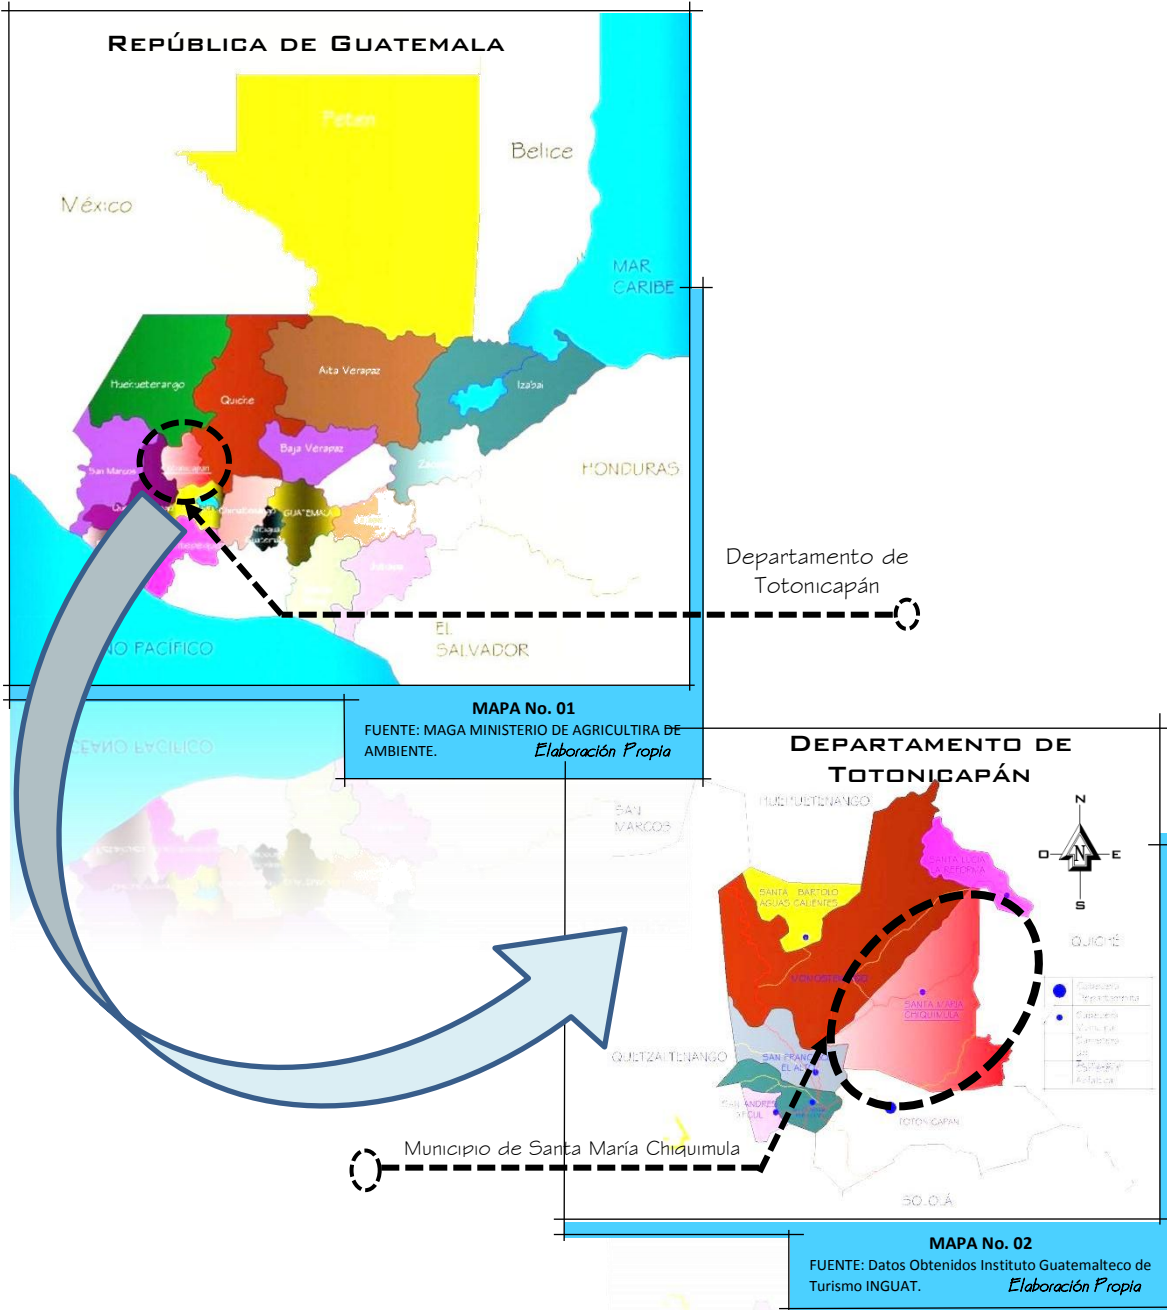 REPÚBLICA DE GUATEMALA
Peten
Belice
México
MAR
CARIBE
Alta Verapaz
Izabal
Quiche
Baja Verapaz
San Marcos
HONDURAS
GUATEMALA
Departamento de
Totonicapán
EL
SALVADOR
NO PACÍFICO
MAPA No. 01
FUENTE: MAGA MINISTERIO DE AGRICULTIRA DE
AMBIENTE. Elaboración Propia
DEPARTAMENTO DE
TOTONICAPÁN
HUEHUETENANGO
SAN
MARCOS
N
O N E
S
SANTA LUCIA
LA REFORMA
SANTA BARTOLO
AGUAS CALIENTES
QUICHÉ
MOMOSTENANGO
SANTA MARIA
CHIQUIMULA
QUETZALTENANGO
SAN FRANCISCO
EL ALTO
SAN ANDRES
XECUL
TOTONICAPAN
Municipio de Santa María Chiquimula
SOLOLÁ
MAPA No. 02
FUENTE: Datos Obtenidos Instituto Guatemalteco de
Turismo INGUAT. Elaboración Propia